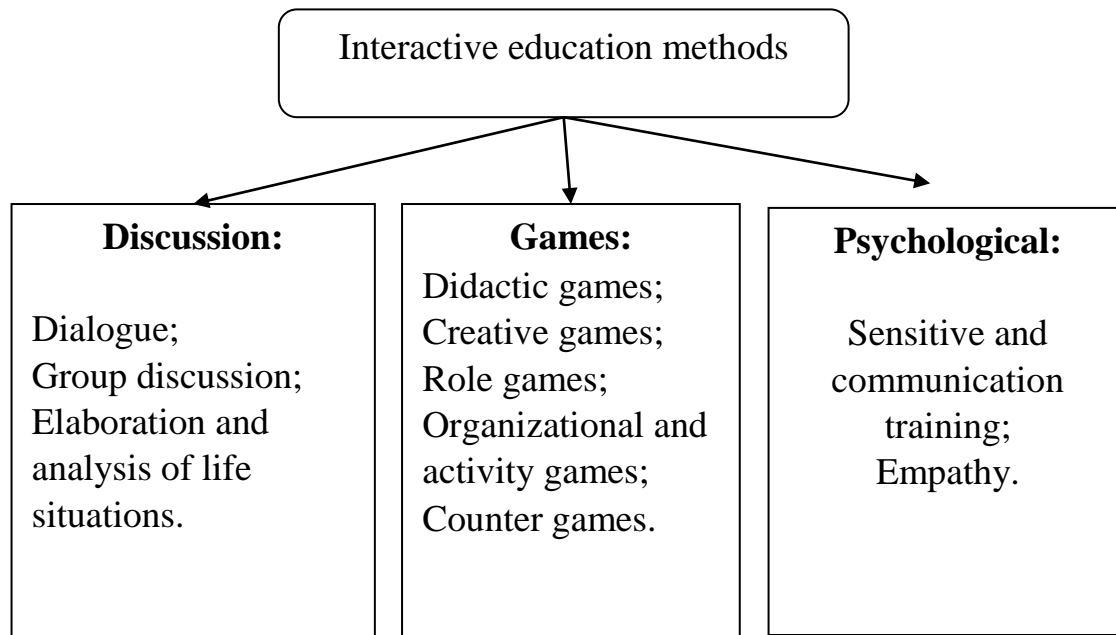 Interactive education methods
Discussion:
Dialogue;
Group discussion;
Elaboration and
analysis of life
situations.
Games:
Didactic games;
Creative games;
Role games;
Organizational and
activity games;
Counter games.
Psychological:
Sensitive and
communication
training;
Empathy.